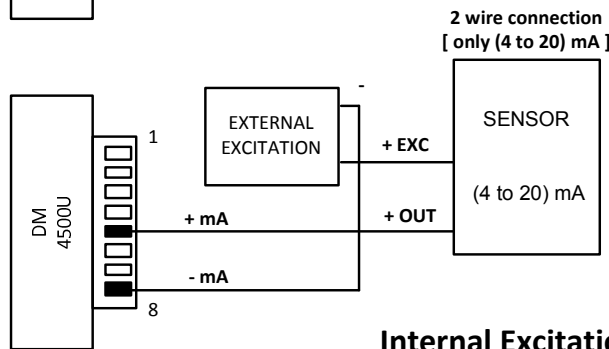 2 wire connection
[ only (4 to 20) mA ]
-
EXTERNAL
EXCITATION
SENSOR
1
+ EXC
(4 to 20) mA
DM
4500U
+ mA
+ OUT
- mA
8
Internal Excitatio